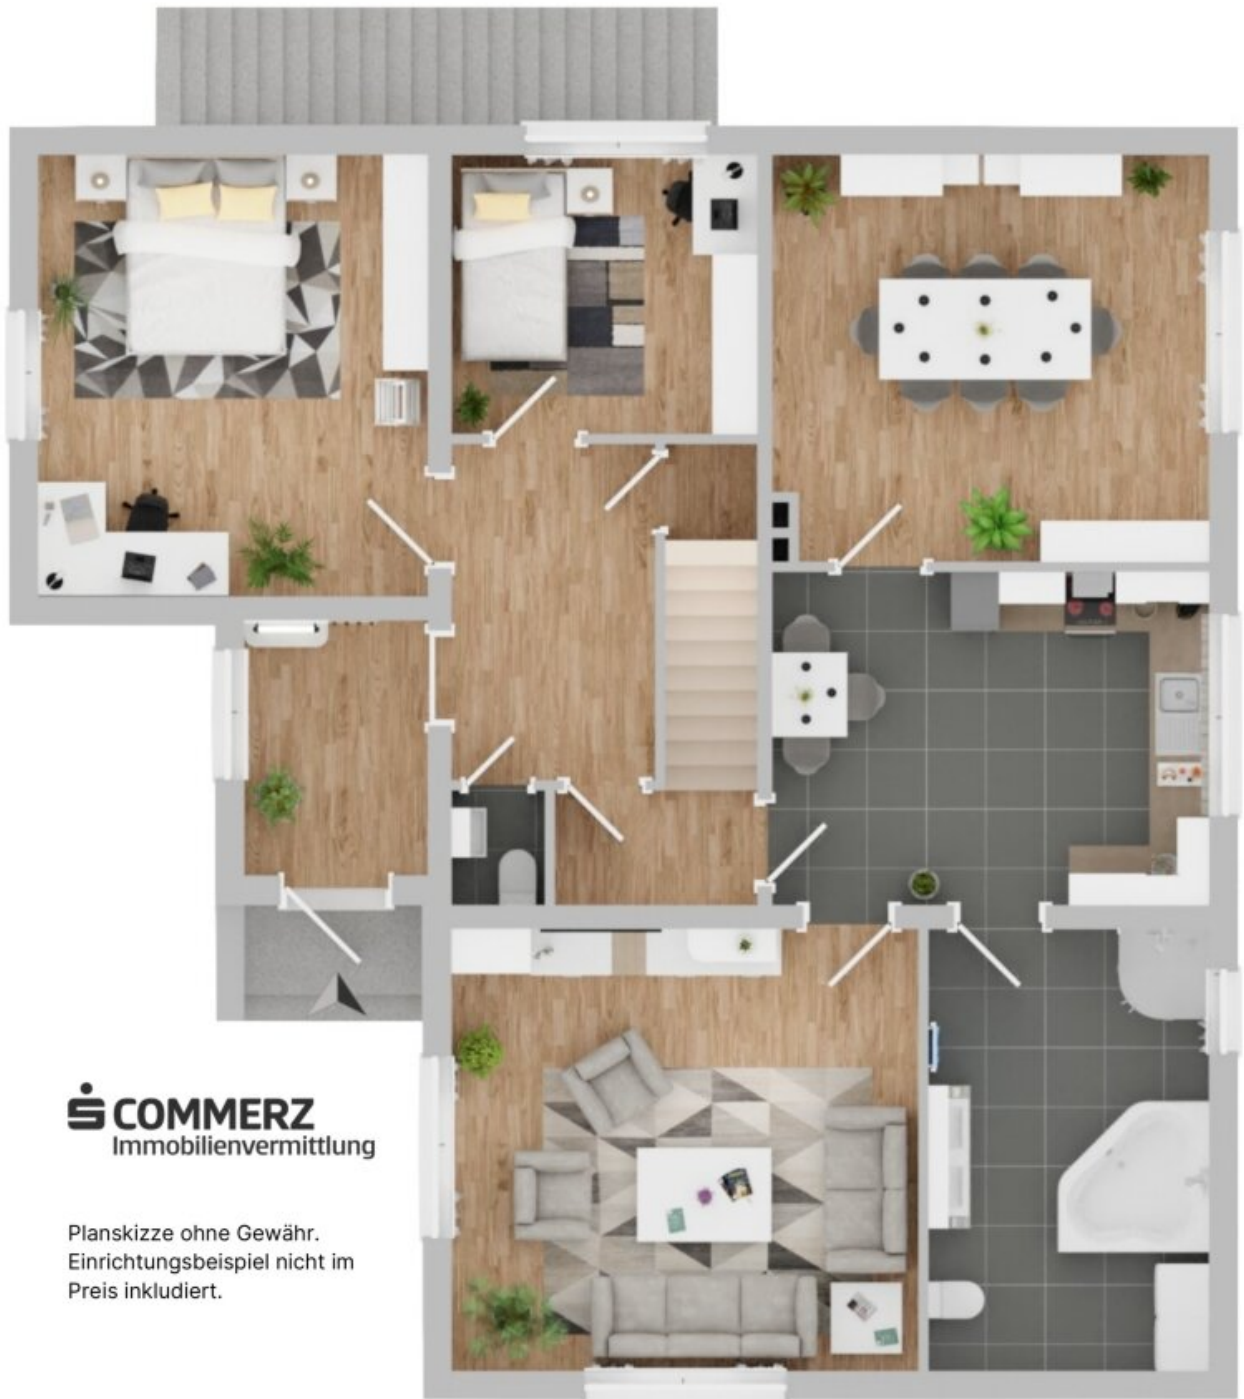 S COMMERZ
Immobilienvermittlung
Planskizze ohne Gewähr.
Einrichtungsbeispiel nicht im
Preis inkludiert.